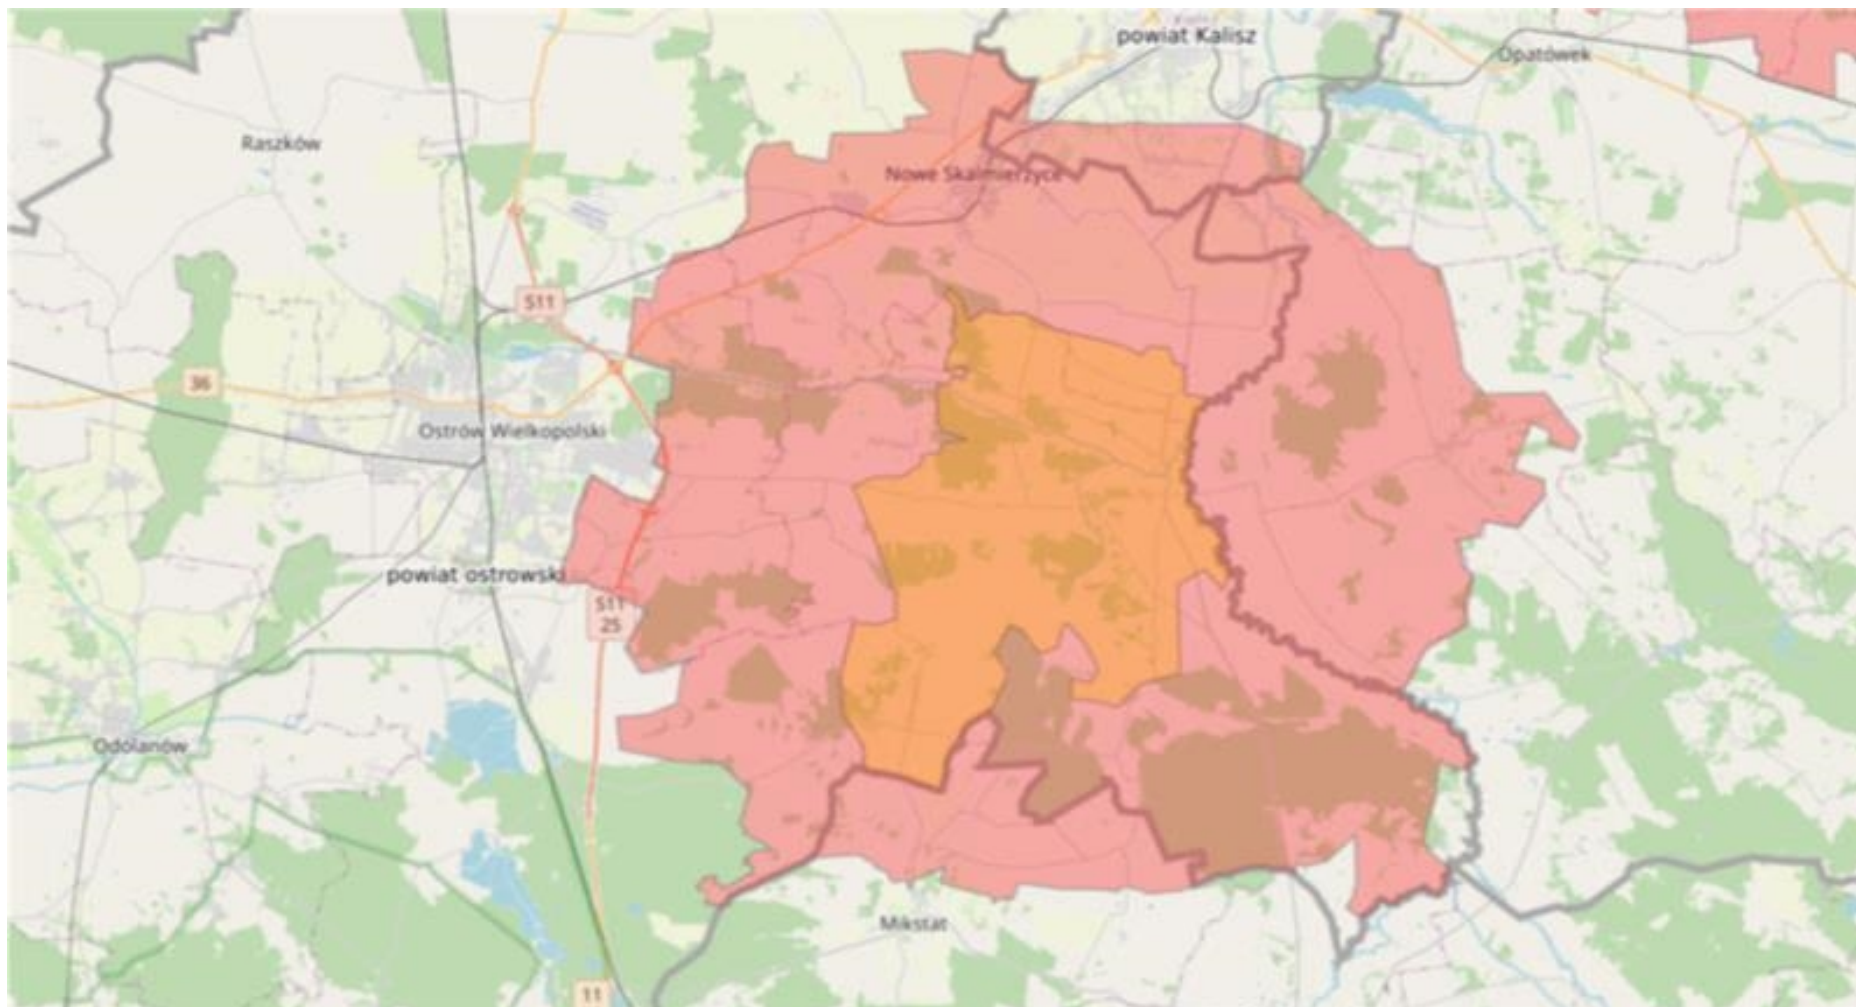 powiat Kalisz
Opatówek
Raszków
Nowe Skalmierzyce
S11
36
Ostrów Wielkopolski
powiat ostrowski
S11
25
Odolanów
Mikstat
11